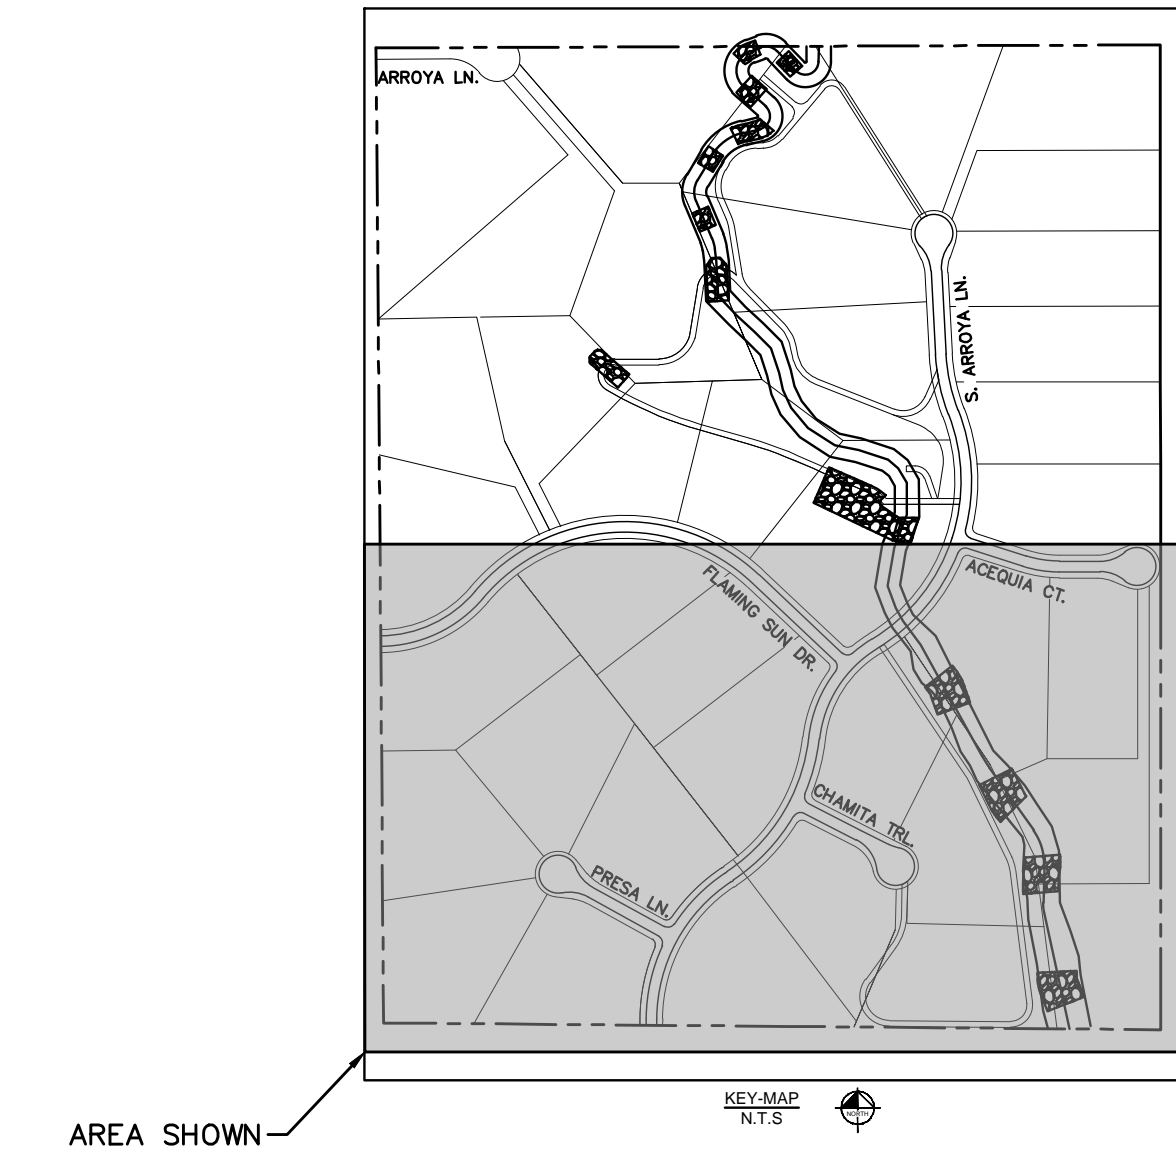 ARROYA LN.
S. ARROYA LN.
FLAMING SUN DR.
ACEQUIA CT.
CHAMITA TRL.
PRESA LN.
KEY-MAP
N.T.S
NORTH
AREA SHOWN